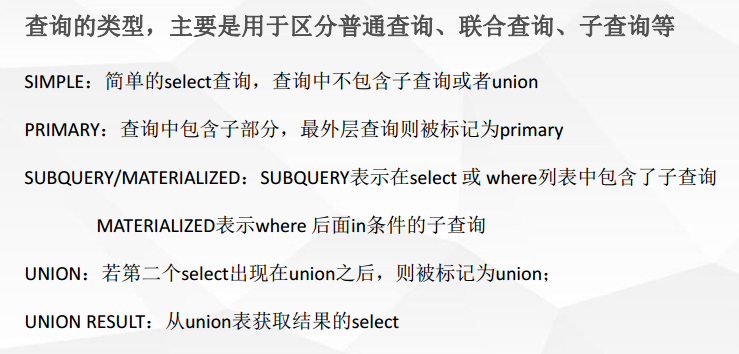 查询的类型，主要是用于区分普通查询、联合查询、子查询等
SIMPLE：简单的select查询，查询中不包含子查询或者union
PRIMARY：查询中包含子部分，最外层查询则被标记为primary
SUBQUERY/MATERIALIZED：SUBQUERY表示在select 或 where列表中包含了子查询
MATERIALIZED表示where 后面in条件的子查询
UNION：若第二个select出现在union之后，则被标记为union；
UNION RESULT：从union表获取结果的select